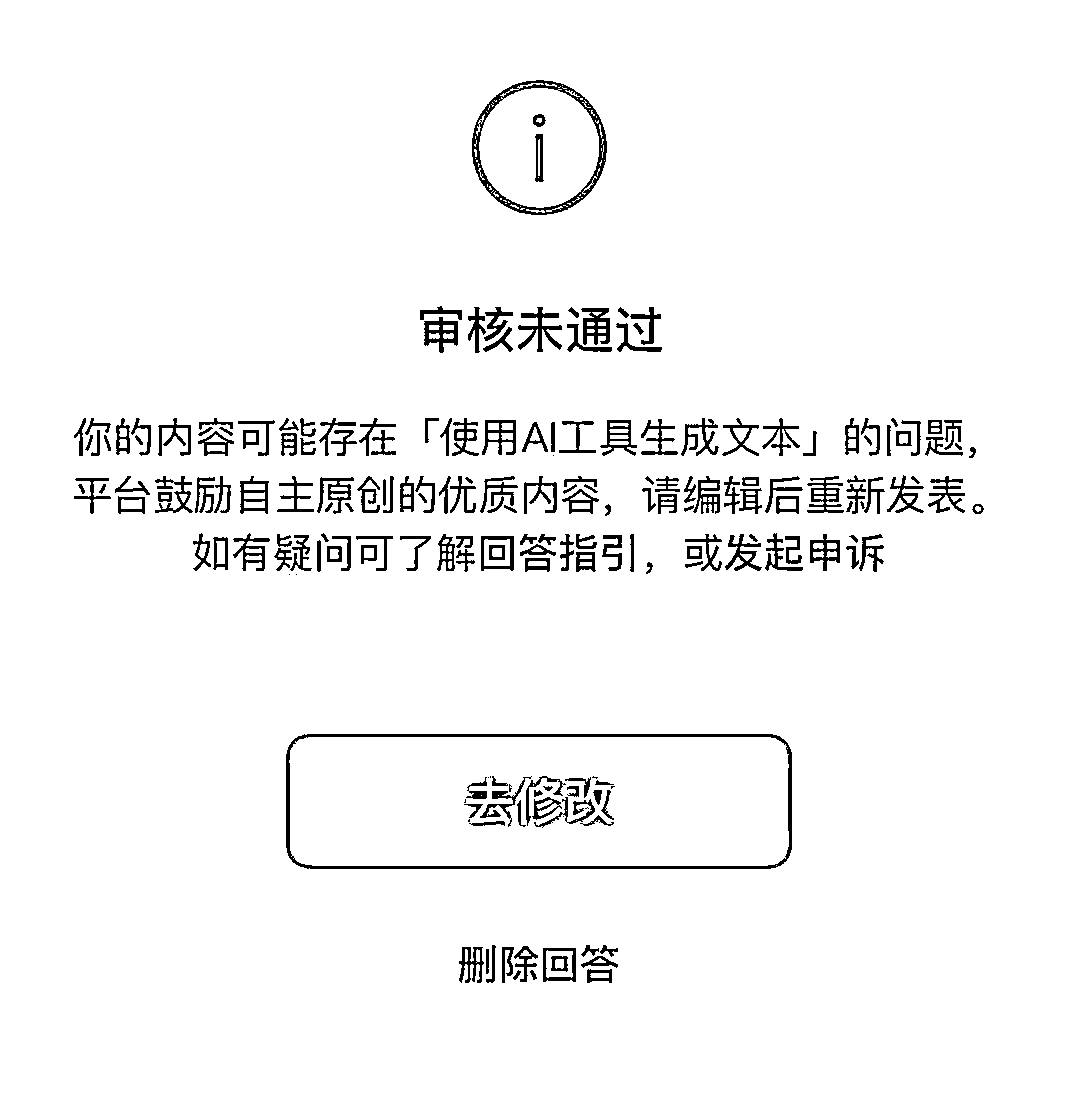 审核未通过
你的内容可能存在「使用AI工具生成文本」的问题，
平台鼓励自主原创的优质内容，请编辑后重新发表。
如有疑问可了解回答指引，或发起申诉
去修改
删除回答